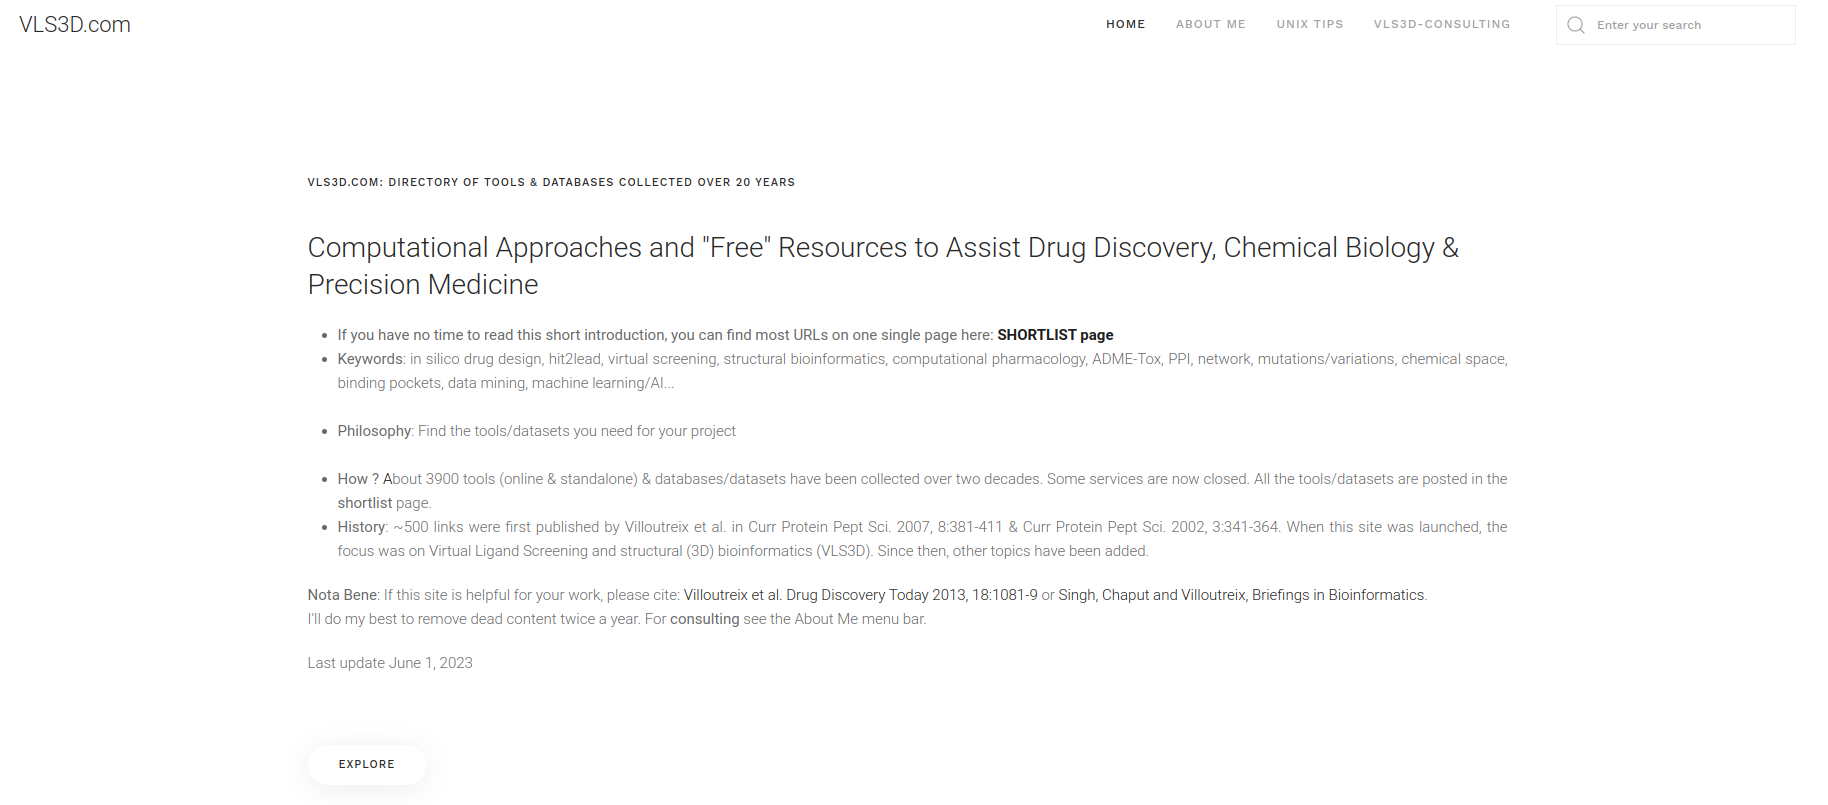 VLS3D.com
HOME ABOUT ME UNIX TIPS VLS3D-CONSULTING Enter your search
VLS3D.COM: DIRECTORY OF TOOLS & DATABASES COLLECTED OVER 20 YEARS
Computational Approaches and "Free" Resources to Assist Drug Discovery, Chemical Biology &
Precision Medicine
• If you have no time to read this short introduction, you can find most URLs on one single page here: SHORTLIST page
• Keywords: in silico drug design, hit2lead, virtual screening, structural bioinformatics, computational pharmacology, ADME-Tox, PPI, network, mutations/variations, chemical space,
binding pockets, data mining, machine learning/AI...
• Philosophy: Find the tools/datasets you need for your project
• How ? About 3900 tools (online & standalone) & databases/datasets have been collected over two decades. Some services are now closed. All the tools/datasets are posted in the
shortlist page.
• History: ~500 links were first published by Villoutreix et al. in Curr Protein Pept Sci. 2007, 8:381-411 & Curr Protein Pept Sci. 2002, 3:341-364. When this site was launched, the
focus was on Virtual Ligand Screening and structural (3D) bioinformatics (VLS3D). Since then, other topics have been added.
Nota Bene: If this site is helpful for your work, please cite: Villoutreix et al. Drug Discovery Today 2013, 18:1081-9 or Singh, Chaput and Villoutreix, Briefings in Bioinformatics.
I'll do my best to remove dead content twice a year. For consulting see the About Me menu bar.
Last update June 1, 2023
EXPLORE